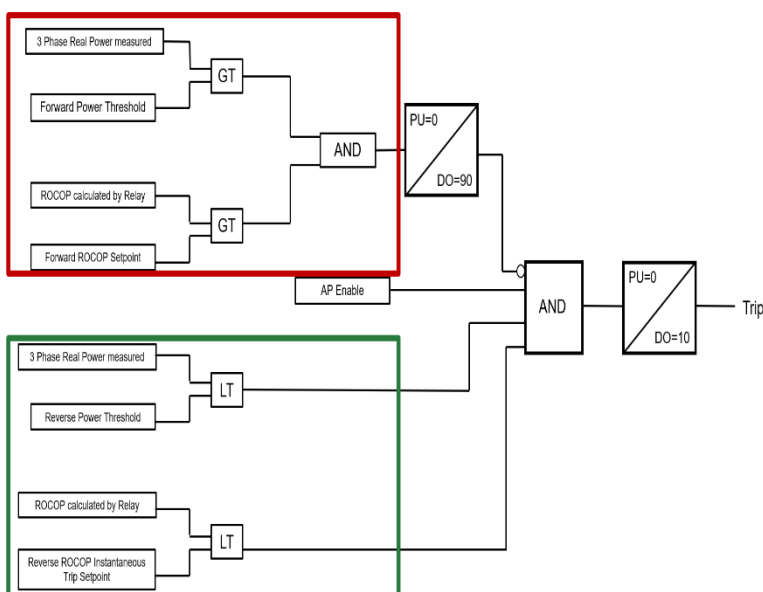 3 Phase Real Power measured
GT
Forward Power Threshold
PU=0
AND
DO=90
ROCOP calculated by Relay
GT
Forward ROCOP Setpoint
AP Enable
AND
PU=0
Trip
DO=10
3 Phase Real Power measured
LT
Reverse Power Threshold
ROCOP calculated by Relay
LT
Reverse ROCOP Instantaneous
Trip Setpoint